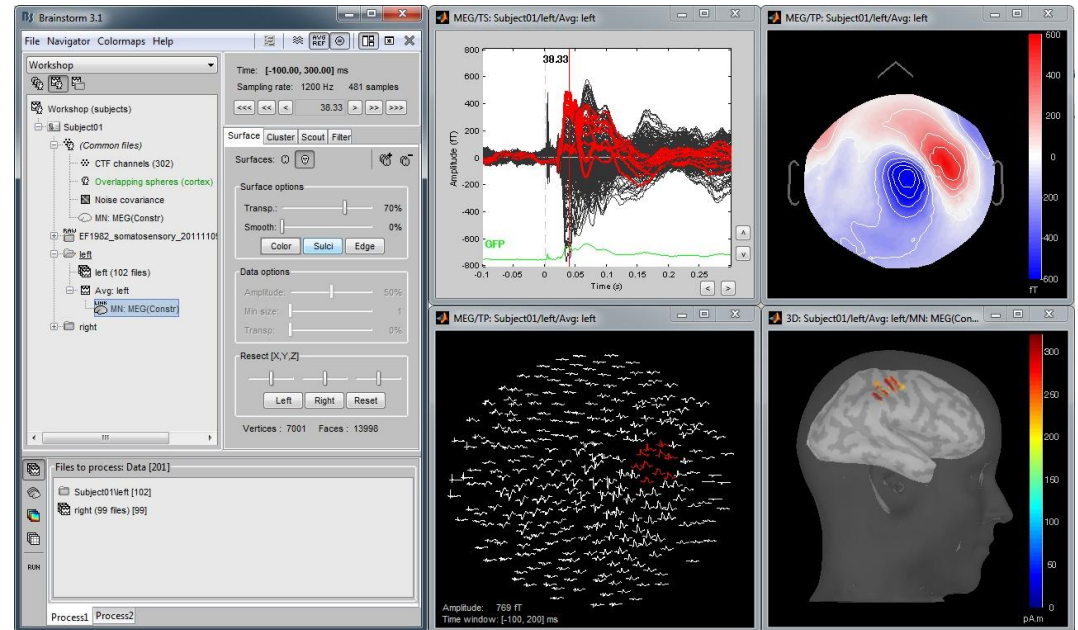 Brainstorm 3.1
File Navigator Colormaps Help
AVG REF
Workshop
Workshop (subjects)
Subject01
(Common files)
CTF channels (302)
Overlapping spheres (cortex)
Noise covariance
MN: MEG(Constr)
EF1982_somatosensory_2011110
left
left (102 files)
Avg: left
LINK
MN: MEG(Constr)
right
Time: [-100.00, 300.00] ms
Sampling rate: 1200 Hz 481 samples
<<< << < 38.33 > >> >>>
Surface Cluster Scout Filter
Surfaces:
Surface options
Transp.: 70%
Smooth: 0%
Color Sulci Edge
Data options
Amplitude: 50%
Min size: 1
Transp: 0%
Resect [X,Y,Z]
Left Right Reset
Vertices : 7001 Faces : 13998
Files to process: Data [201]
Subject01\left [102]
right (99 files) [99]
RUN
Process1 Process2
MEG/TS: Subject01/left/Avg: left
38.33
Amplitude (fT)
800
600
400
200
0
-200
-400
-600
-800
GFP
-0.1 -0.05 0 0.05 0.1 0.15 0.2 0.25
Time (s)
MEG/TP: Subject01/left/Avg: left
600
400
200
0
-200
-400
-600
fT
MEG/TP: Subject01/left/Avg: left
Amplitude: 769 fT
Time window: [-100, 200] ms
3D: Subject01/left/Avg: left/MN: MEG(Con...
300
250
200
150
100
50
0
pA.m